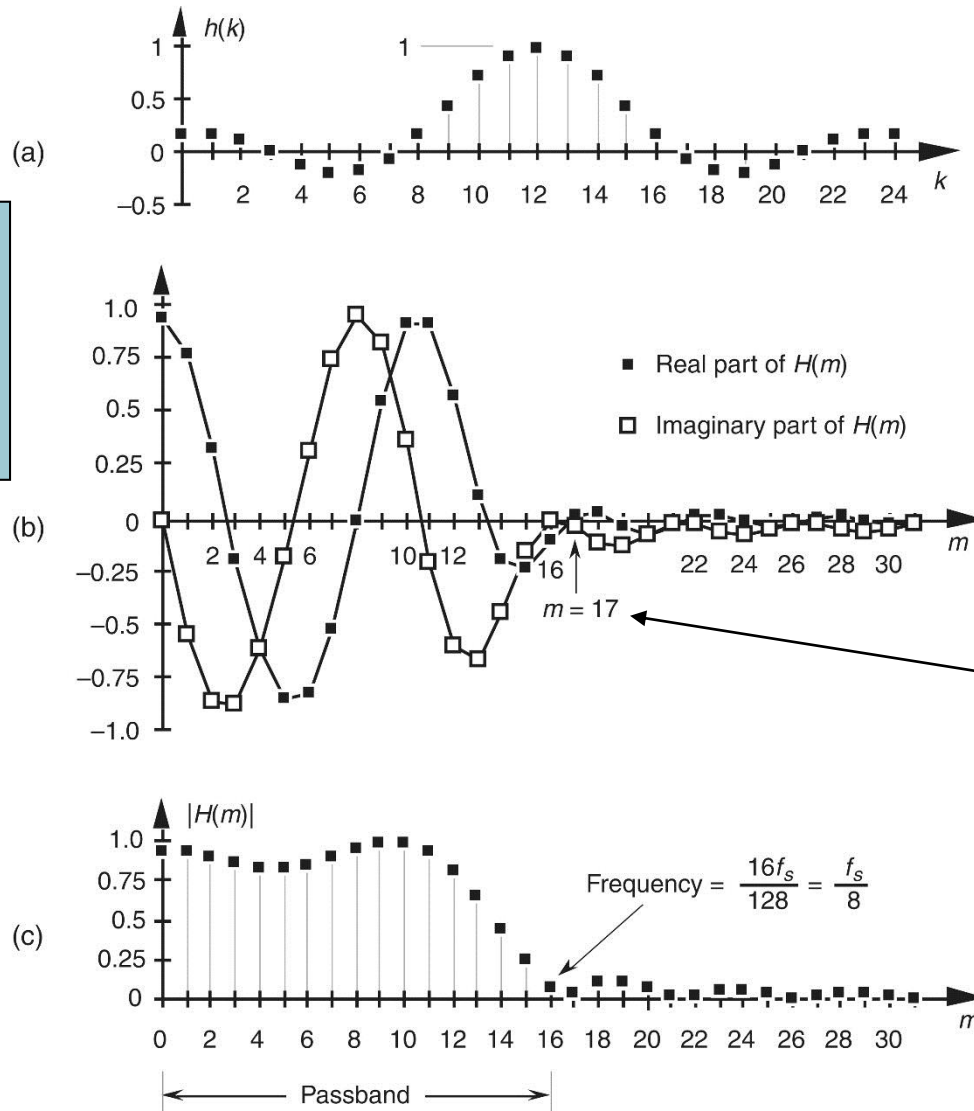 h(k)
1
1
0.5
(a)
0
2 4 6 8 10 12 14 16 18 20 22 24
k
–0.5
1.0
0.75
Real part of H(m)
0.5
Imaginary part of H(m)
0.25
(b)
0
m
2 4 6 10 12 16 22 24 26 28 30
–0.25
m = 17
–0.5
–0.75
–1.0
|H(m)|
1.0
0.75
Frequency = 16fs/128 = fs/8
(c)
0.5
0.25
0
m
0 2 4 6 8 10 12 14 16 18 20 22 24 26 28 30
Passband